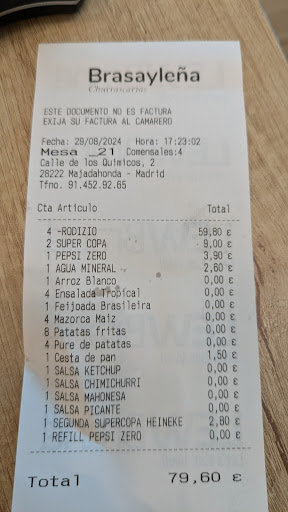 Brasayleña
Churrascarias
ESTE DOCUMENTO NO ES FACTURA
EXIJA SU FACTURA AL CAMARERO
Fecha: 29/08/2024 Hora: 17:23:02
Mesa _21 Comensales:4
Calle de los Quimicos, 2
28222 Majadahonda - Madrid
Tfno. 91.452.92.65
Cta Articulo Total
4 -RODIZIO 59,60 €
2 SUPER COPA 9,00 €
1 PEPSI ZERO 3,90 €
1 AGUA MINERAL 2,60 €
1 Arroz Blanco 0,00 €
4 Ensalada Tropical 0,00 €
1 Feijoada Brasileira 0,00 €
4 Mazorca Maiz 0,00 €
8 Patatas fritas 0,00 €
4 Pure de patatas 0,00 €
1 Cesta de pan 1,50 €
1 SALSA KETCHUP 0,00 €
1 SALSA CHIMICHURRI 0,00 €
1 SALSA MAHONESA 0,00 €
1 SALSA PICANTE 0,00 €
1 SEGUNDA SUPERCOPA HEINEKE 2,80 €
1 REFILL PEPSI ZERO 0,00 €
Total 79,60 €